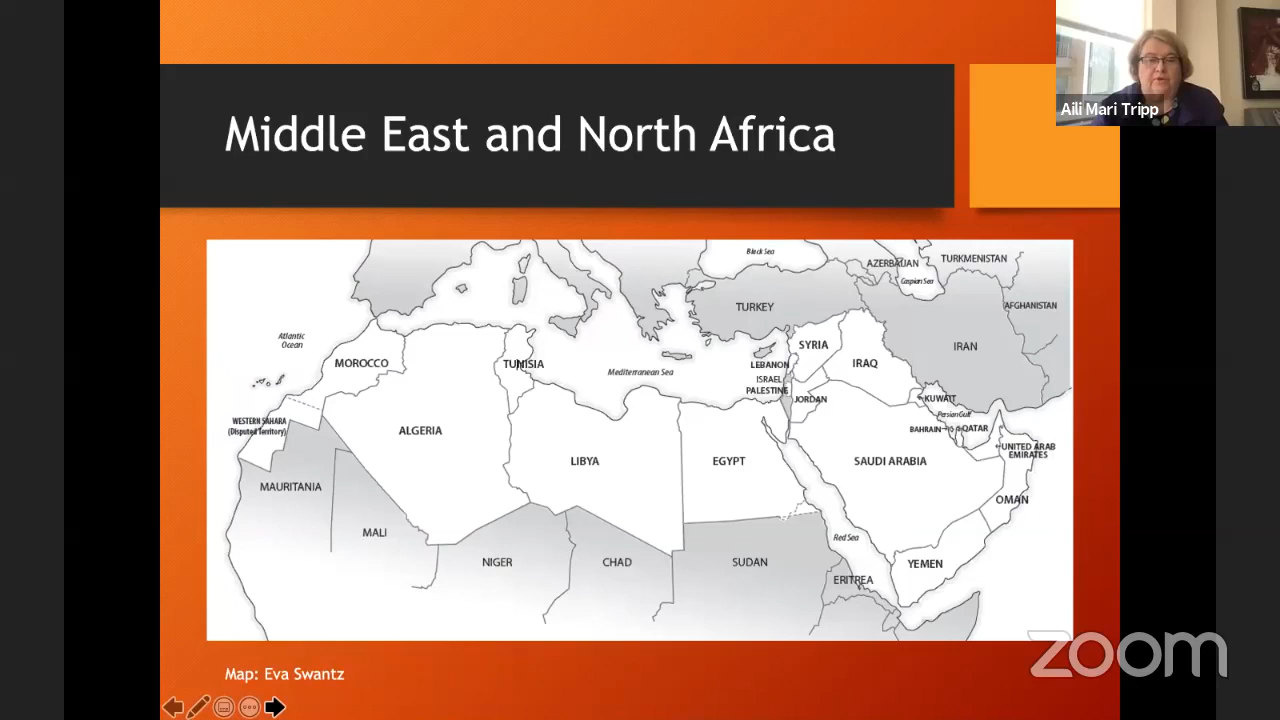 Aili Mari Tripp
Middle East and North Africa
Black Sea
AZERBAIJAN
TURKMENISTAN
Caspian Sea
AFGHANISTAN
TURKEY
IRAN
Atlantic
Ocean
MOROCCO
TUNISIA
Mediterranean Sea
SYRIA
IRAQ
LEBANON
ISRAEL
PALESTINE
JORDAN
KUWAIT
Persian Gulf
WESTERN SAHARA
(Disputed Territory)
ALGERIA
BAHRAIN
QATAR
UNITED ARAB
EMIRATES
LIBYA
EGYPT
SAUDI ARABIA
MAURITANIA
OMAN
MALI
Red Sea
NIGER
CHAD
SUDAN
YEMEN
ERITREA
zoom
Map: Eva Swantz